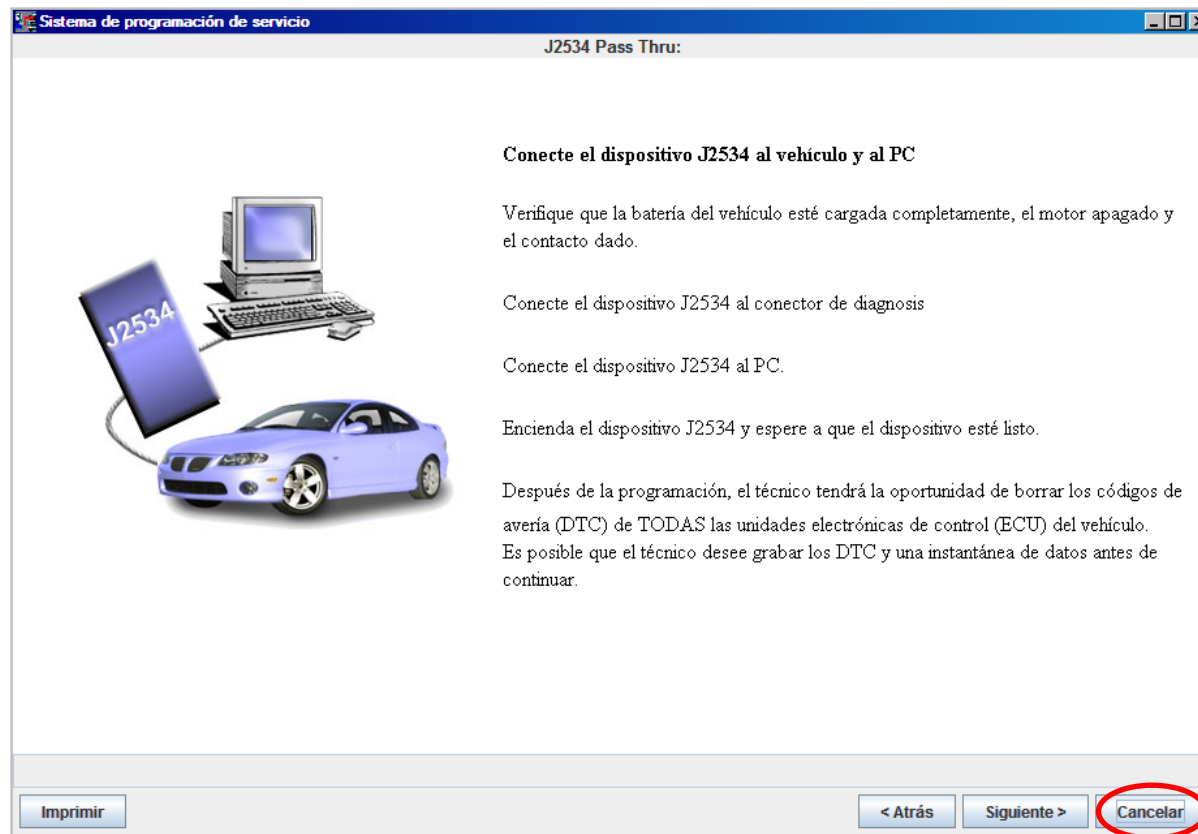 Sistema de programación de servicio
J2534 Pass Thru:
Conecte el dispositivo J2534 al vehículo y al PC
Verifique que la batería del vehículo esté cargada completamente, el motor apagado y
el contacto dado.
Conecte el dispositivo J2534 al conector de diagnosis
Conecte el dispositivo J2534 al PC.
Encienda el dispositivo J2534 y espere a que el dispositivo esté listo.
Después de la programación, el técnico tendrá la oportunidad de borrar los códigos de
avería (DTC) de TODAS las unidades electrónicas de control (ECU) del vehículo.
Es posible que el técnico desee grabar los DTC y una instantánea de datos antes de
continuar.
J2534
Imprimir
< Atrás
Siguiente >
Cancelar